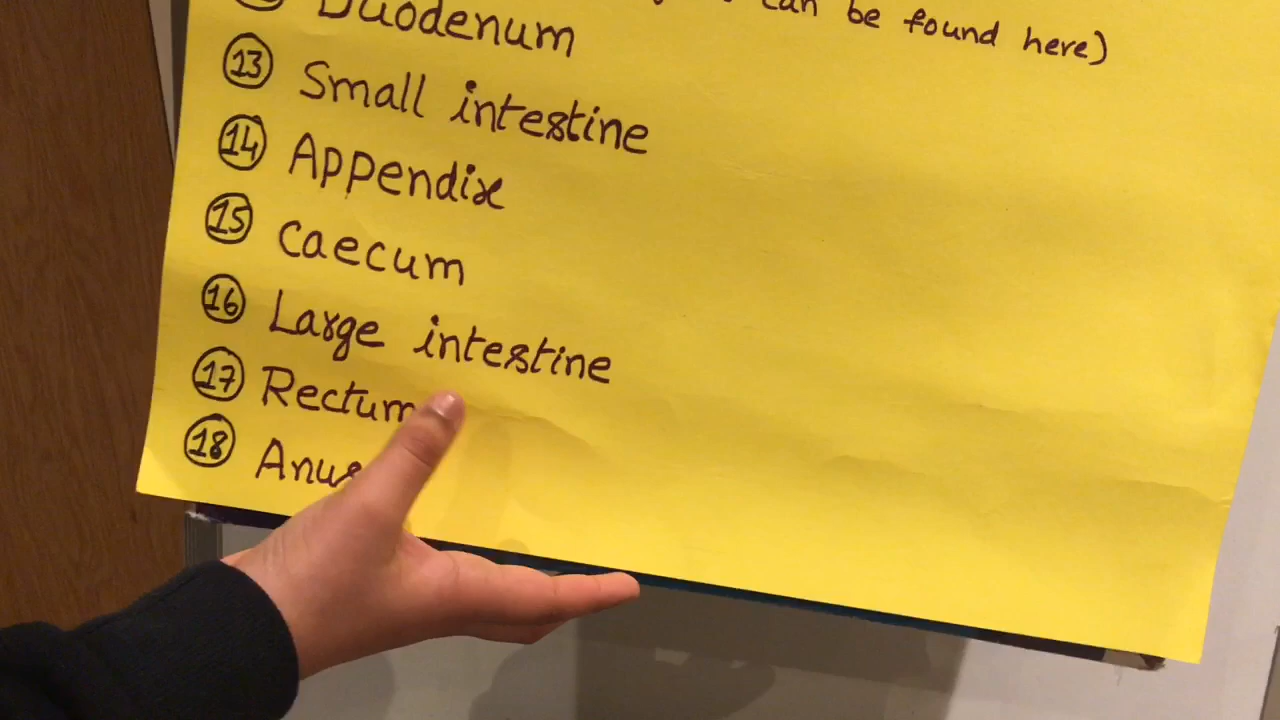 can be found here)
Duodenum
13 Small intestine
14 Appendix
15 Caecum
16 Large intestine
17 Rectum
18 Anus